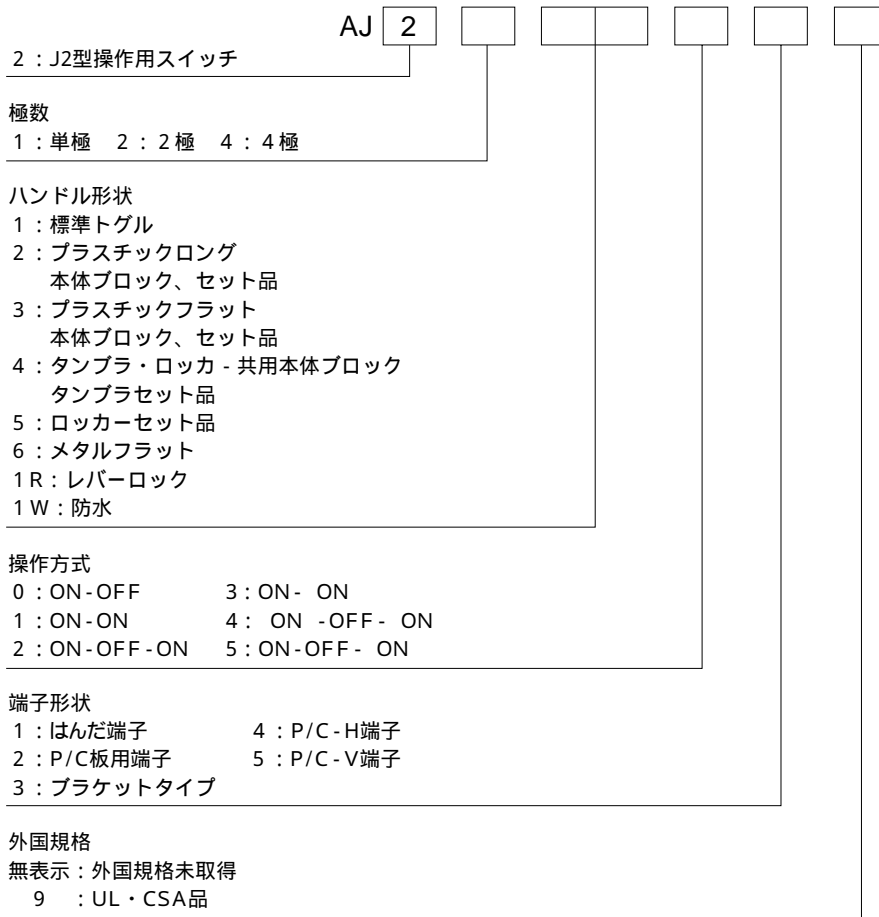 AJ 2
2：J2型操作用スイッチ
極数
1：単極　2：2極　4：4極
ハンドル形状
1：標準トグル
2：プラスチックロング
本体ブロック、セット品
3：プラスチックフラット
本体ブロック、セット品
4：タンブラ・ロッカ - 共用本体ブロック
タンブラセット品
5：ロッカーセット品
6：メタルフラット
1R：レバーロック
1W：防水
操作方式
0：ON-OFF　3：ON- ON
1：ON-ON　4： ON -OFF- ON
2：ON-OFF-ON　5：ON-OFF- ON
端子形状
1：はんだ端子　4：P/C-H端子
2：P/C板用端子　5：P/C-V端子
3：ブラケットタイプ
外国規格
無表示：外国規格未取得
9　：UL・CSA品